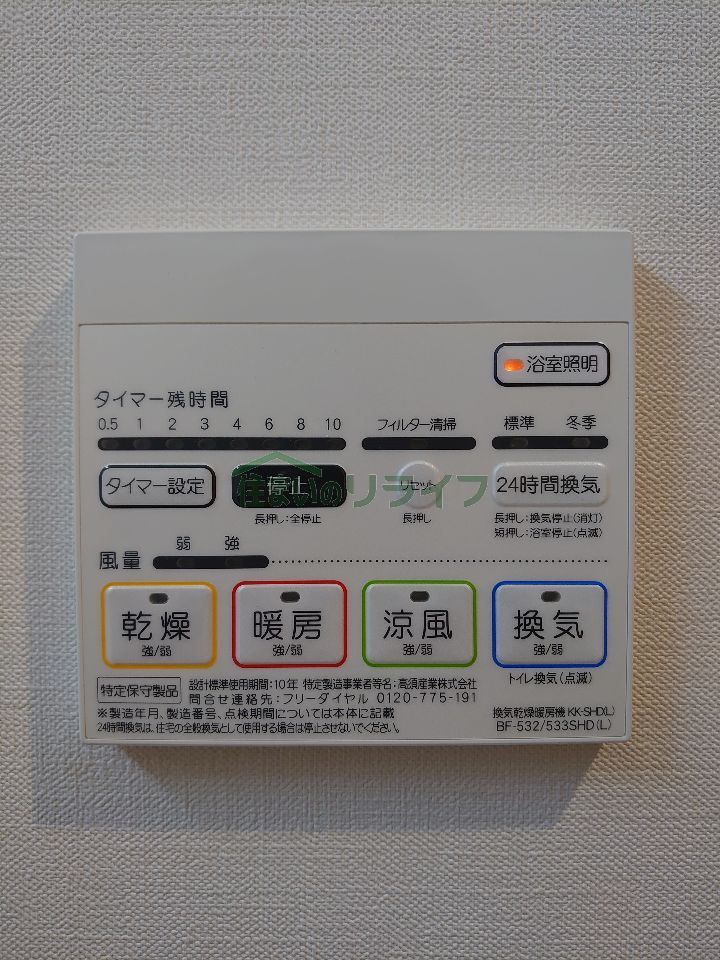 浴室照明
タイマー残時間
0.5 1 2 3 4 6 8 10 フィルター清掃 標準 冬季
タイマー設定 停止 リセット 24時間換気
住まいのリライフ
長押し:全停止 長押し 長押し:換気停止(消灯)
短押し:浴室停止(点滅)
弱 強
風量
乾燥 暖房 涼風 換気
強/弱 強/弱 強/弱 強/弱
トイレ換気(点滅)
特定保守製品 設計標準使用期間:10年 特定製造事業者等名:高須産業株式会社
問合せ連絡先:フリーダイヤル 0120-775-191
※製造年月、製造番号、点検期間については本体に記載
24時間換気は、住宅の全般換気として使用する場合は停止させないでください。
換気乾燥暖房機 KK-SHD(L)
BF-532/533SHD(L)